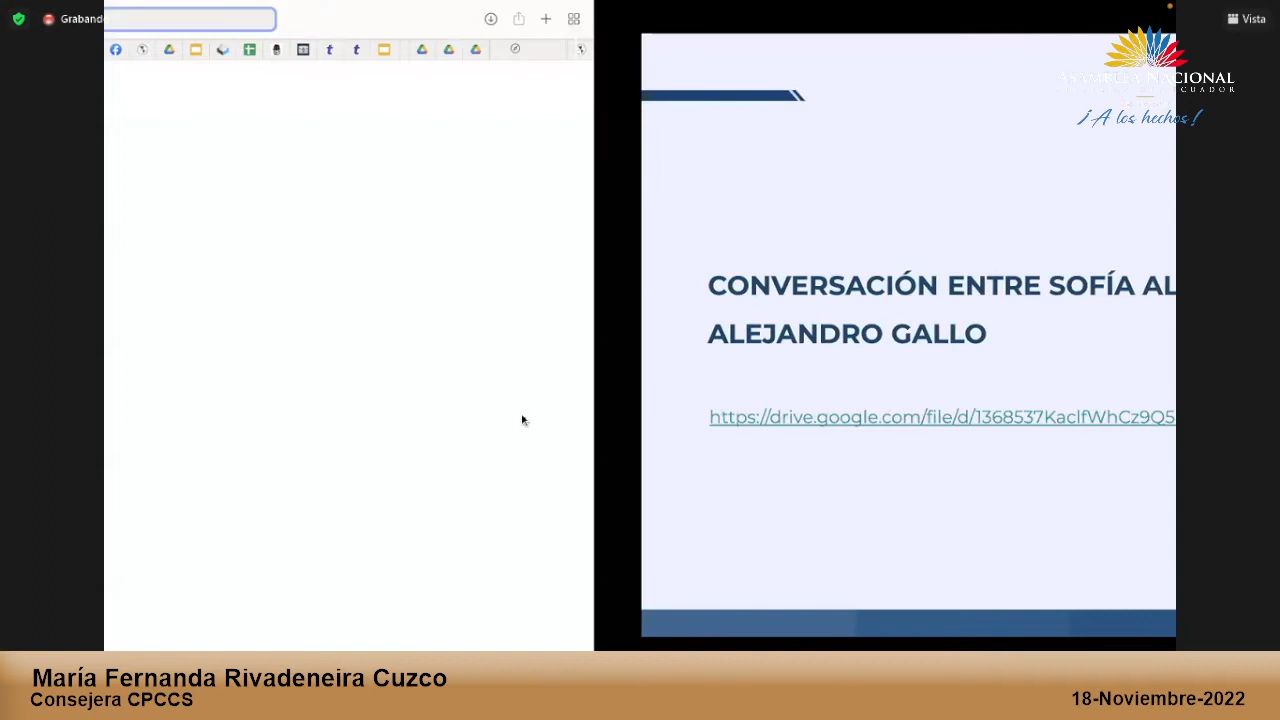 Grabando
Vista
ASAMBLEA NACIONAL
¡A los hechos!
CONVERSACIÓN ENTRE SOFÍA AL
ALEJANDRO GALLO
https://drive.google.com/file/d/1368537KaclfWhCz9Q5
María Fernanda Rivadeneira Cuzco
Consejera CPCCS
18-Noviembre-2022